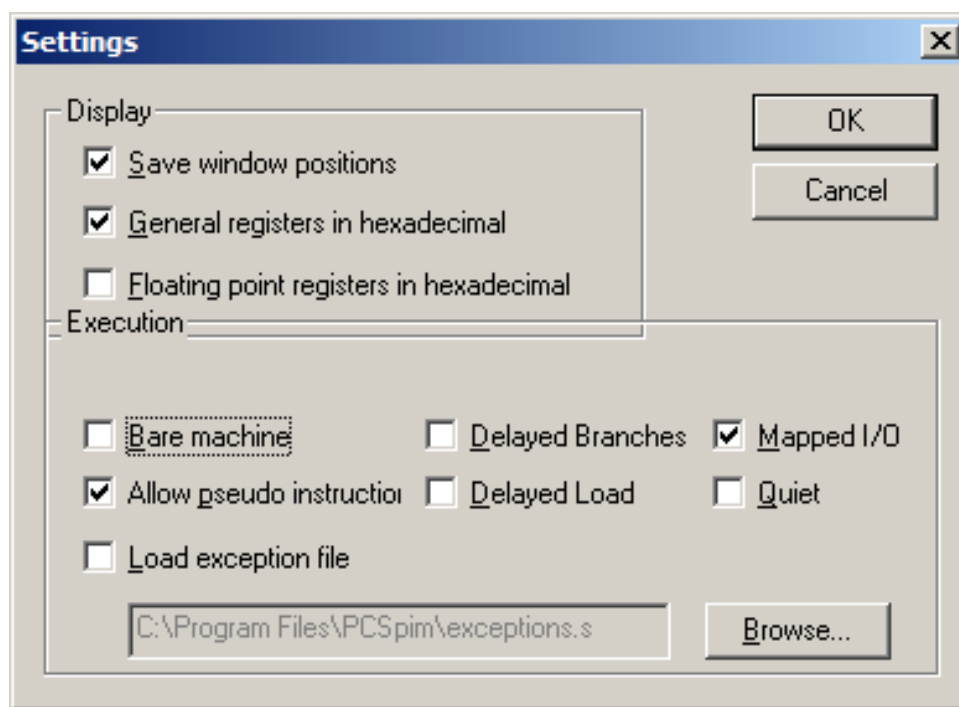 Settings
Display
OK
Save window positions
Cancel
General registers in hexadecimal
Floating point registers in hexadecimal
Execution
Bare machine Delayed Branches Mapped I/O
Allow pseudo instruction Delayed Load Quiet
Load exception file
C:\Program Files\PCSpim\exceptions.s Browse...